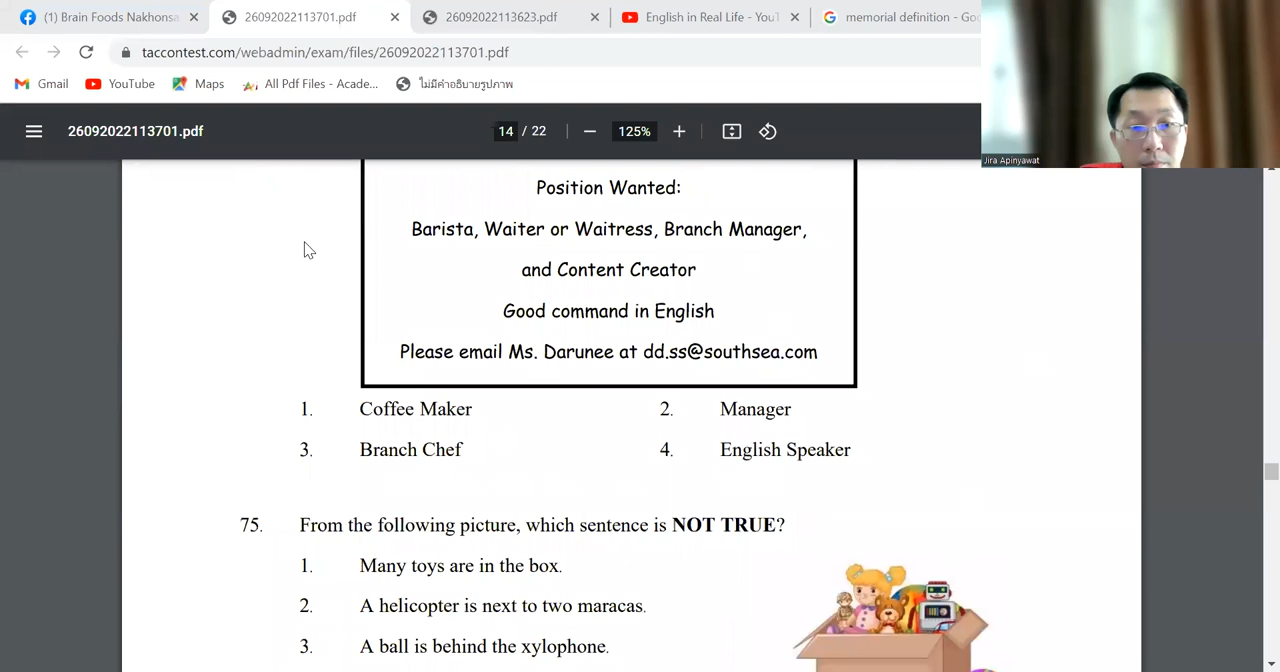 (1) Brain Foods Nakhonsa
26092022113701.pdf
26092022113623.pdf
English in Real Life - YouT
memorial definition - Goo
taccontest.com/webadmin/exam/files/26092022113701.pdf
Gmail
YouTube
Maps
All Pdf Files - Acade...
ไม่มีคำอธิบายรูปภาพ
26092022113701.pdf
14 / 22
125%
Jira Apinyawat
Position Wanted:
Barista, Waiter or Waitress, Branch Manager,
and Content Creator
Good command in English
Please email Ms. Darunee at dd.ss@southsea.com
1. Coffee Maker
2. Manager
3. Branch Chef
4. English Speaker
75. From the following picture, which sentence is NOT TRUE?
1. Many toys are in the box.
2. A helicopter is next to two maracas.
3. A ball is behind the xylophone.